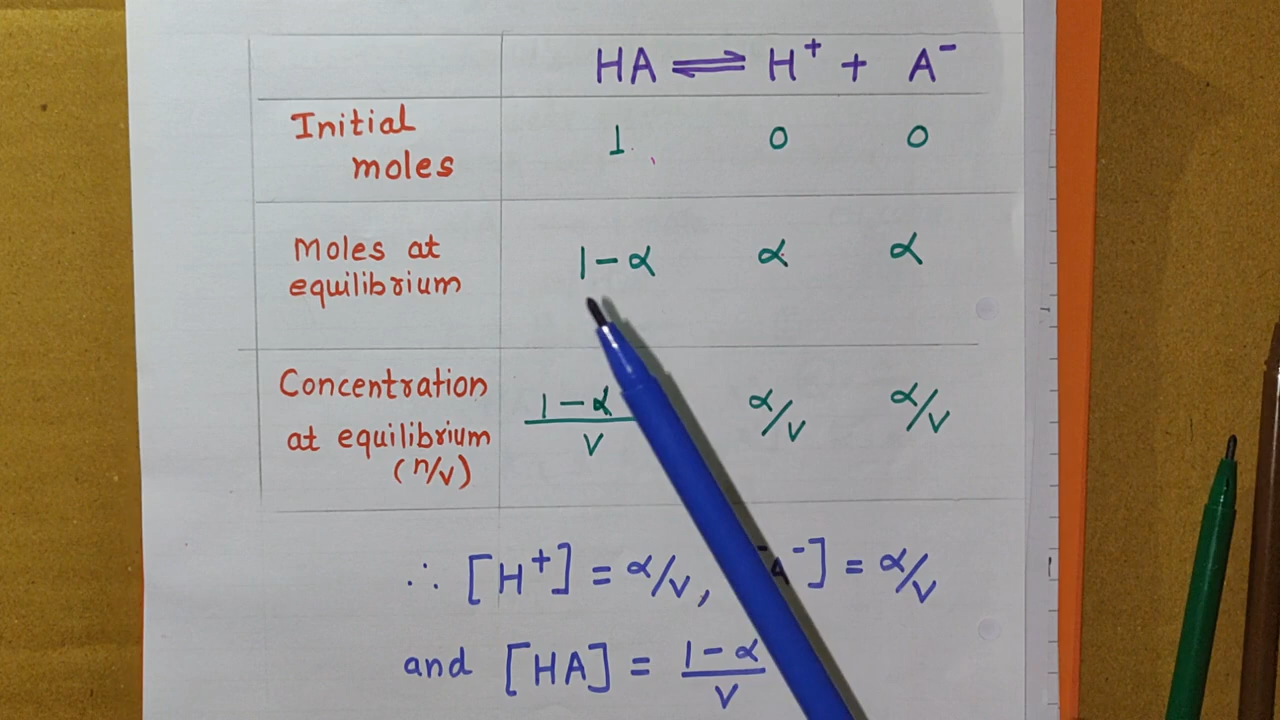 HA ⇌ H⁺ + A⁻
Initial moles 1 0 0
Moles at equilibrium 1-α α α
Concentration at equilibrium (n/v) 1-α/v α/v α/v
∴ [H⁺] = α/v, A⁻] = α/v
and [HA] = 1-α/v